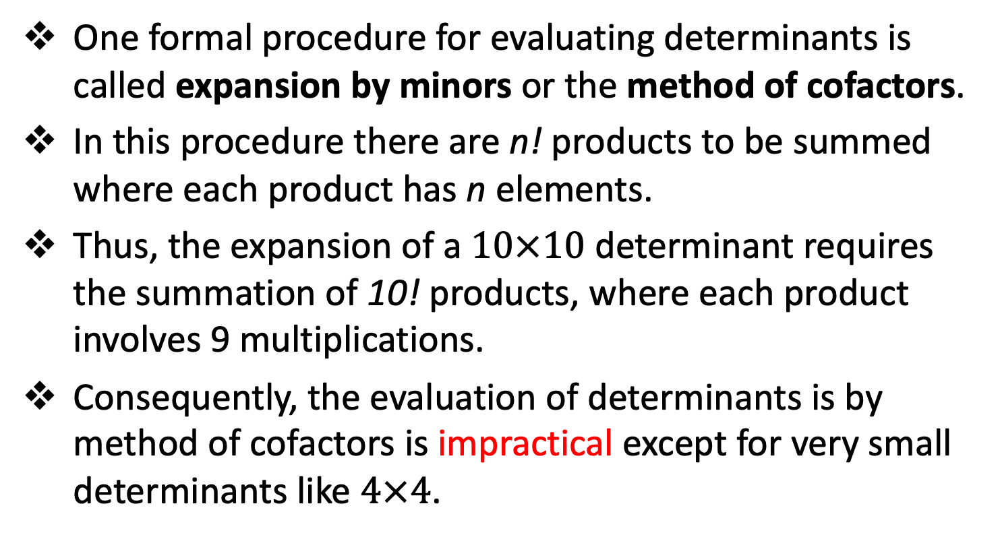 ❖ One formal procedure for evaluating determinants is
called expansion by minors or the method of cofactors.
❖ In this procedure there are n! products to be summed
where each product has n elements.
❖ Thus, the expansion of a 10×10 determinant requires
the summation of 10! products, where each product
involves 9 multiplications.
❖ Consequently, the evaluation of determinants is by
method of cofactors is impractical except for very small
determinants like 4×4.